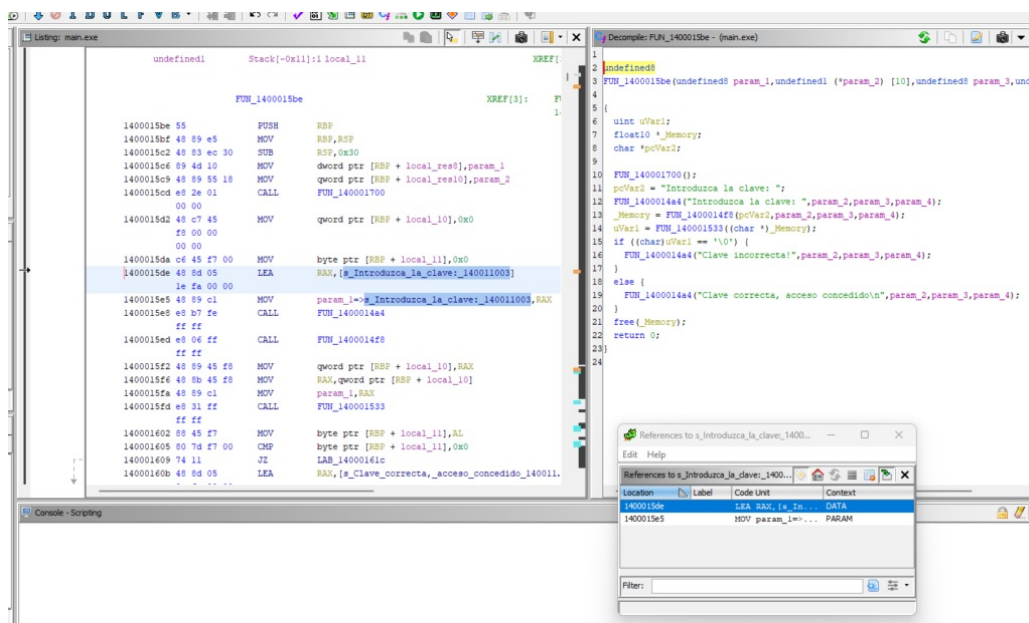 Listing: main.exe
undefined1 Stack[-0x11]:1 local_11 XREF[
FUN_1400015be XREF[3]:
1400015be 55 PUSH RBP
1400015bf 48 89 e5 MOV RBP,RSP
1400015c2 48 83 ec 30 SUB RSP,0x30
1400015c6 89 4d 10 MOV dword ptr [RBP + local_res8],param_1
1400015c9 48 89 55 18 MOV qword ptr [RBP + local_res10],param_2
1400015cd e8 2e 01 CALL FUN_140001700
00 00
1400015d2 48 c7 45 MOV qword ptr [RBP + local_10],0x0
f8 00 00
00 00
1400015da c6 45 f7 00 MOV byte ptr [RBP + local_11],0x0
1400015de 48 8d 05 LEA RAX,[s_Introduzca_la_clave:_140011003]
1e fa 00 00
1400015e5 48 89 c1 MOV param_1=>s_Introduzca_la_clave:_140011003,RAX
1400015e8 e8 b7 fe CALL FUN_1400014a4
ff ff
1400015ed e8 06 ff CALL FUN_1400014f8
ff ff
1400015f2 48 89 45 f8 MOV qword ptr [RBP + local_10],RAX
1400015f6 48 8b 45 f8 MOV RAX,qword ptr [RBP + local_10]
1400015fa 48 89 c1 MOV param_1,RAX
1400015fd e8 31 ff CALL FUN_140001533
ff ff
140001602 88 45 f7 MOV byte ptr [RBP + local_11],AL
140001605 80 7d f7 00 CMP byte ptr [RBP + local_11],0x0
140001609 74 11 JZ LAB_14000161c
14000160b 48 8d 05 LEA RAX,[s_Clave_correcta,_acceso_concedido_140011.
Decompile: FUN_1400015be - (main.exe)
1
2 undefined8
3 FUN_1400015be(undefined8 param_1,undefined1 (*param_2) [10],undefined8 param_3,und
4
5 {
6 uint uVar1;
7 float10 *_Memory;
8 char *pcVar2;
9
10 FUN_140001700();
11 pcVar2 = "Introduzca la clave: ";
12 FUN_1400014a4("Introduzca la clave: ",param_2,param_3,param_4);
13 _Memory = FUN_1400014f8(pcVar2,param_2,param_3,param_4);
14 uVar1 = FUN_140001533((char *)_Memory);
15 if ((char)uVar1 == '\0') {
16 FUN_1400014a4("Clave incorrecta!",param_2,param_3,param_4);
17 }
18 else {
19 FUN_1400014a4("Clave correcta, acceso concedido\n",param_2,param_3,param_4);
20 }
21 free(_Memory);
22 return 0;
23 }
24
References to s_Introduzca_la_clave:_1400...
Edit Help
References to s_Introduzca_la_clave:_1400...
Location Label Code Unit Context
1400015de LEA RAX,[s_In... DATA
1400015e5 MOV param_1=>... PARAM
Filter:
Console - Scripting